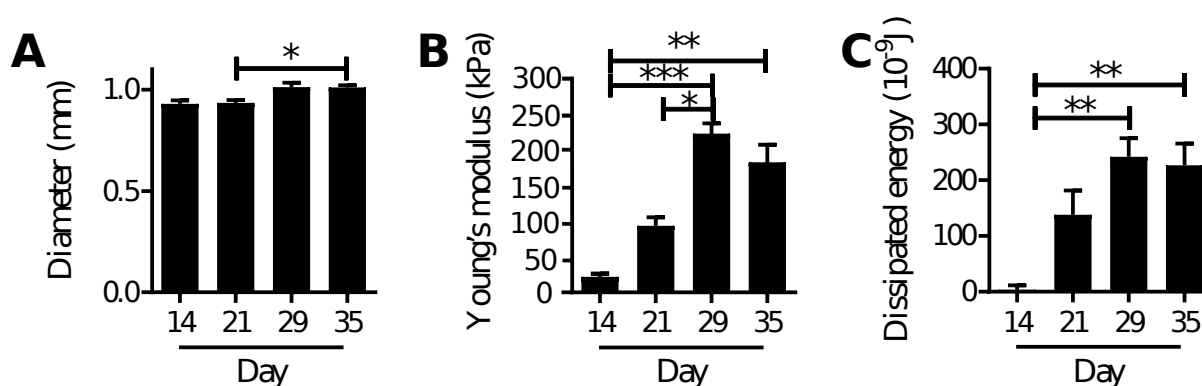 A
Diameter (mm)
*
1.0
0.5
0.0
14 21 29 35
Day
B
Young's modulus (kPa)
**
***
*
300
250
200
150
100
50
0
14 21 29 35
Day
C
Dissipated energy (10⁻⁹J)
**
**
400
300
200
100
0
14 21 29 35
Day